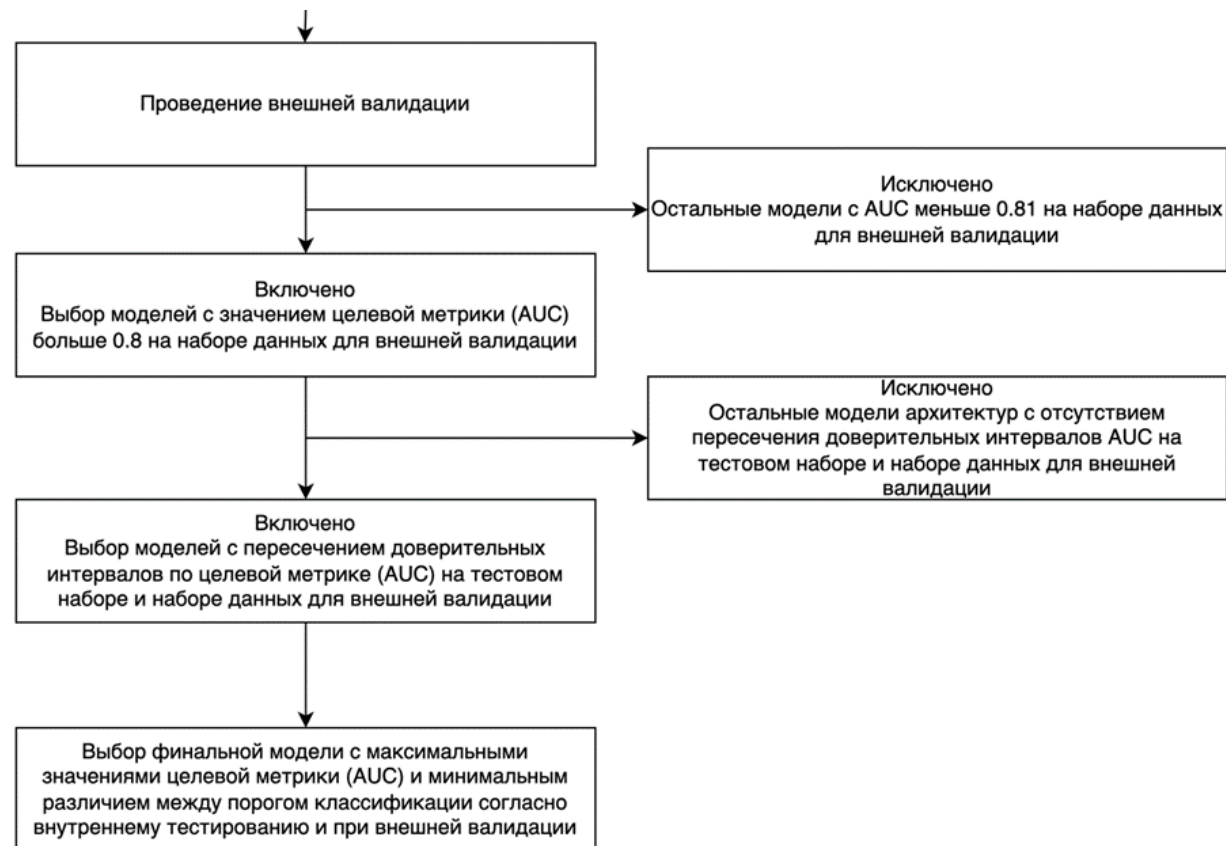 Проведение внешней валидации
Исключено
Остальные модели с AUC меньше 0.81 на наборе данных
для внешней валидации
Включено
Выбор моделей с значением целевой метрики (AUC)
больше 0.8 на наборе данных для внешней валидации
Исключено
Остальные модели архитектур с отсутствием
пересечения доверительных интервалов AUC на
тестовом наборе и наборе данных для внешней
валидации
Включено
Выбор моделей с пересечением доверительных
интервалов по целевой метрике (AUC) на тестовом
наборе и наборе данных для внешней валидации
Выбор финальной модели с максимальными
значениями целевой метрики (AUC) и минимальным
различием между порогом классификации согласно
внутреннему тестированию и при внешней валидации